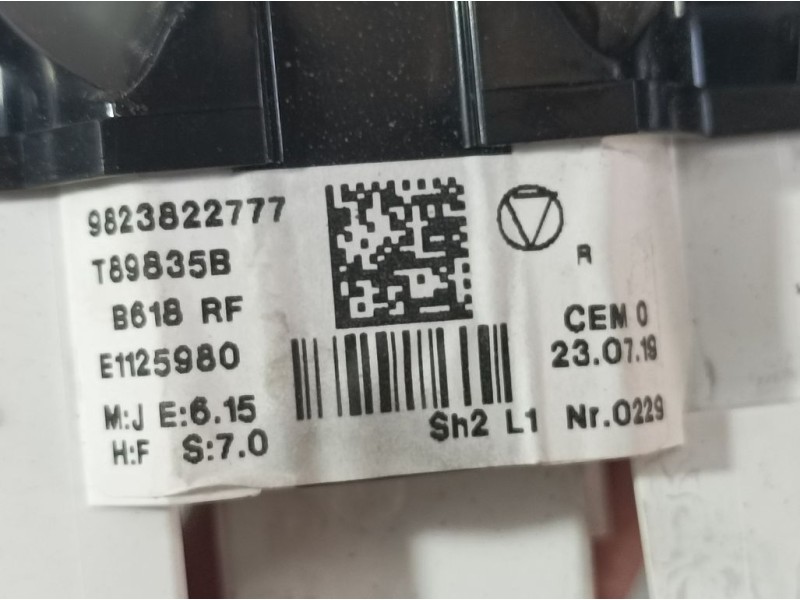 9823822777
T89835B
B618 RF
E1125980
M:J E:6.15
H:F S:7.0
R
CEM 0
23.07.19
Sh2 L1 Nr.0229